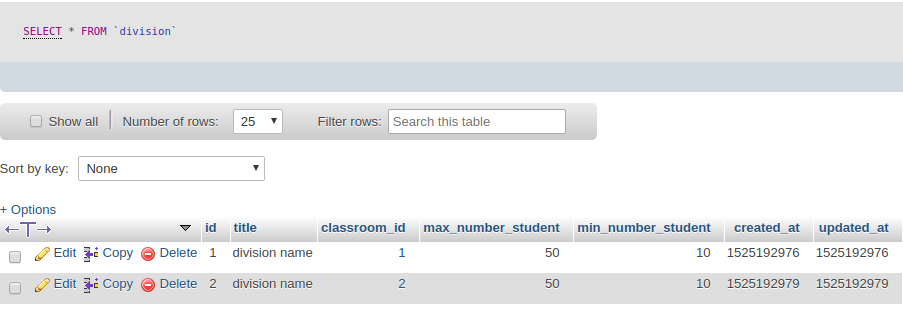 SELECT * FROM `division`
Show all Number of rows: 25 Filter rows: Search this table
Sort by key: None
+ Options
id title classroom_id max_number_student min_number_student created_at updated_at
Edit Copy Delete 1 division name 1 50 10 1525192976 1525192976
Edit Copy Delete 2 division name 2 50 10 1525192979 1525192979